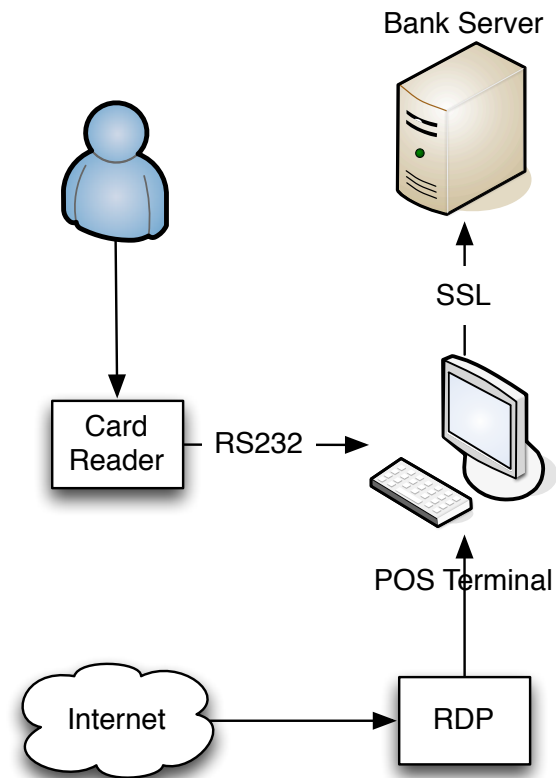 Bank Server
SSL
Card
Reader
RS232
POS Terminal
Internet
RDP